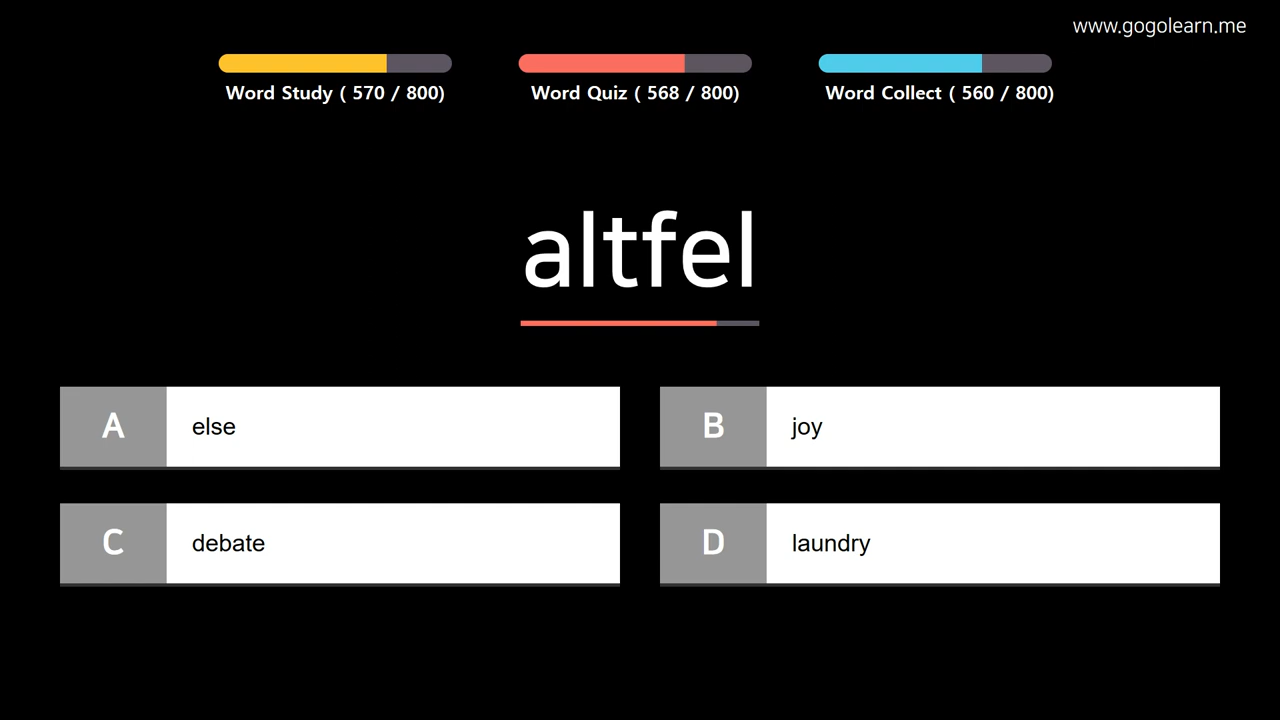 www.gogolearn.me
Word Study ( 570 / 800)
Word Quiz ( 568 / 800)
Word Collect ( 560 / 800)
altfel
A else
B joy
C debate
D laundry